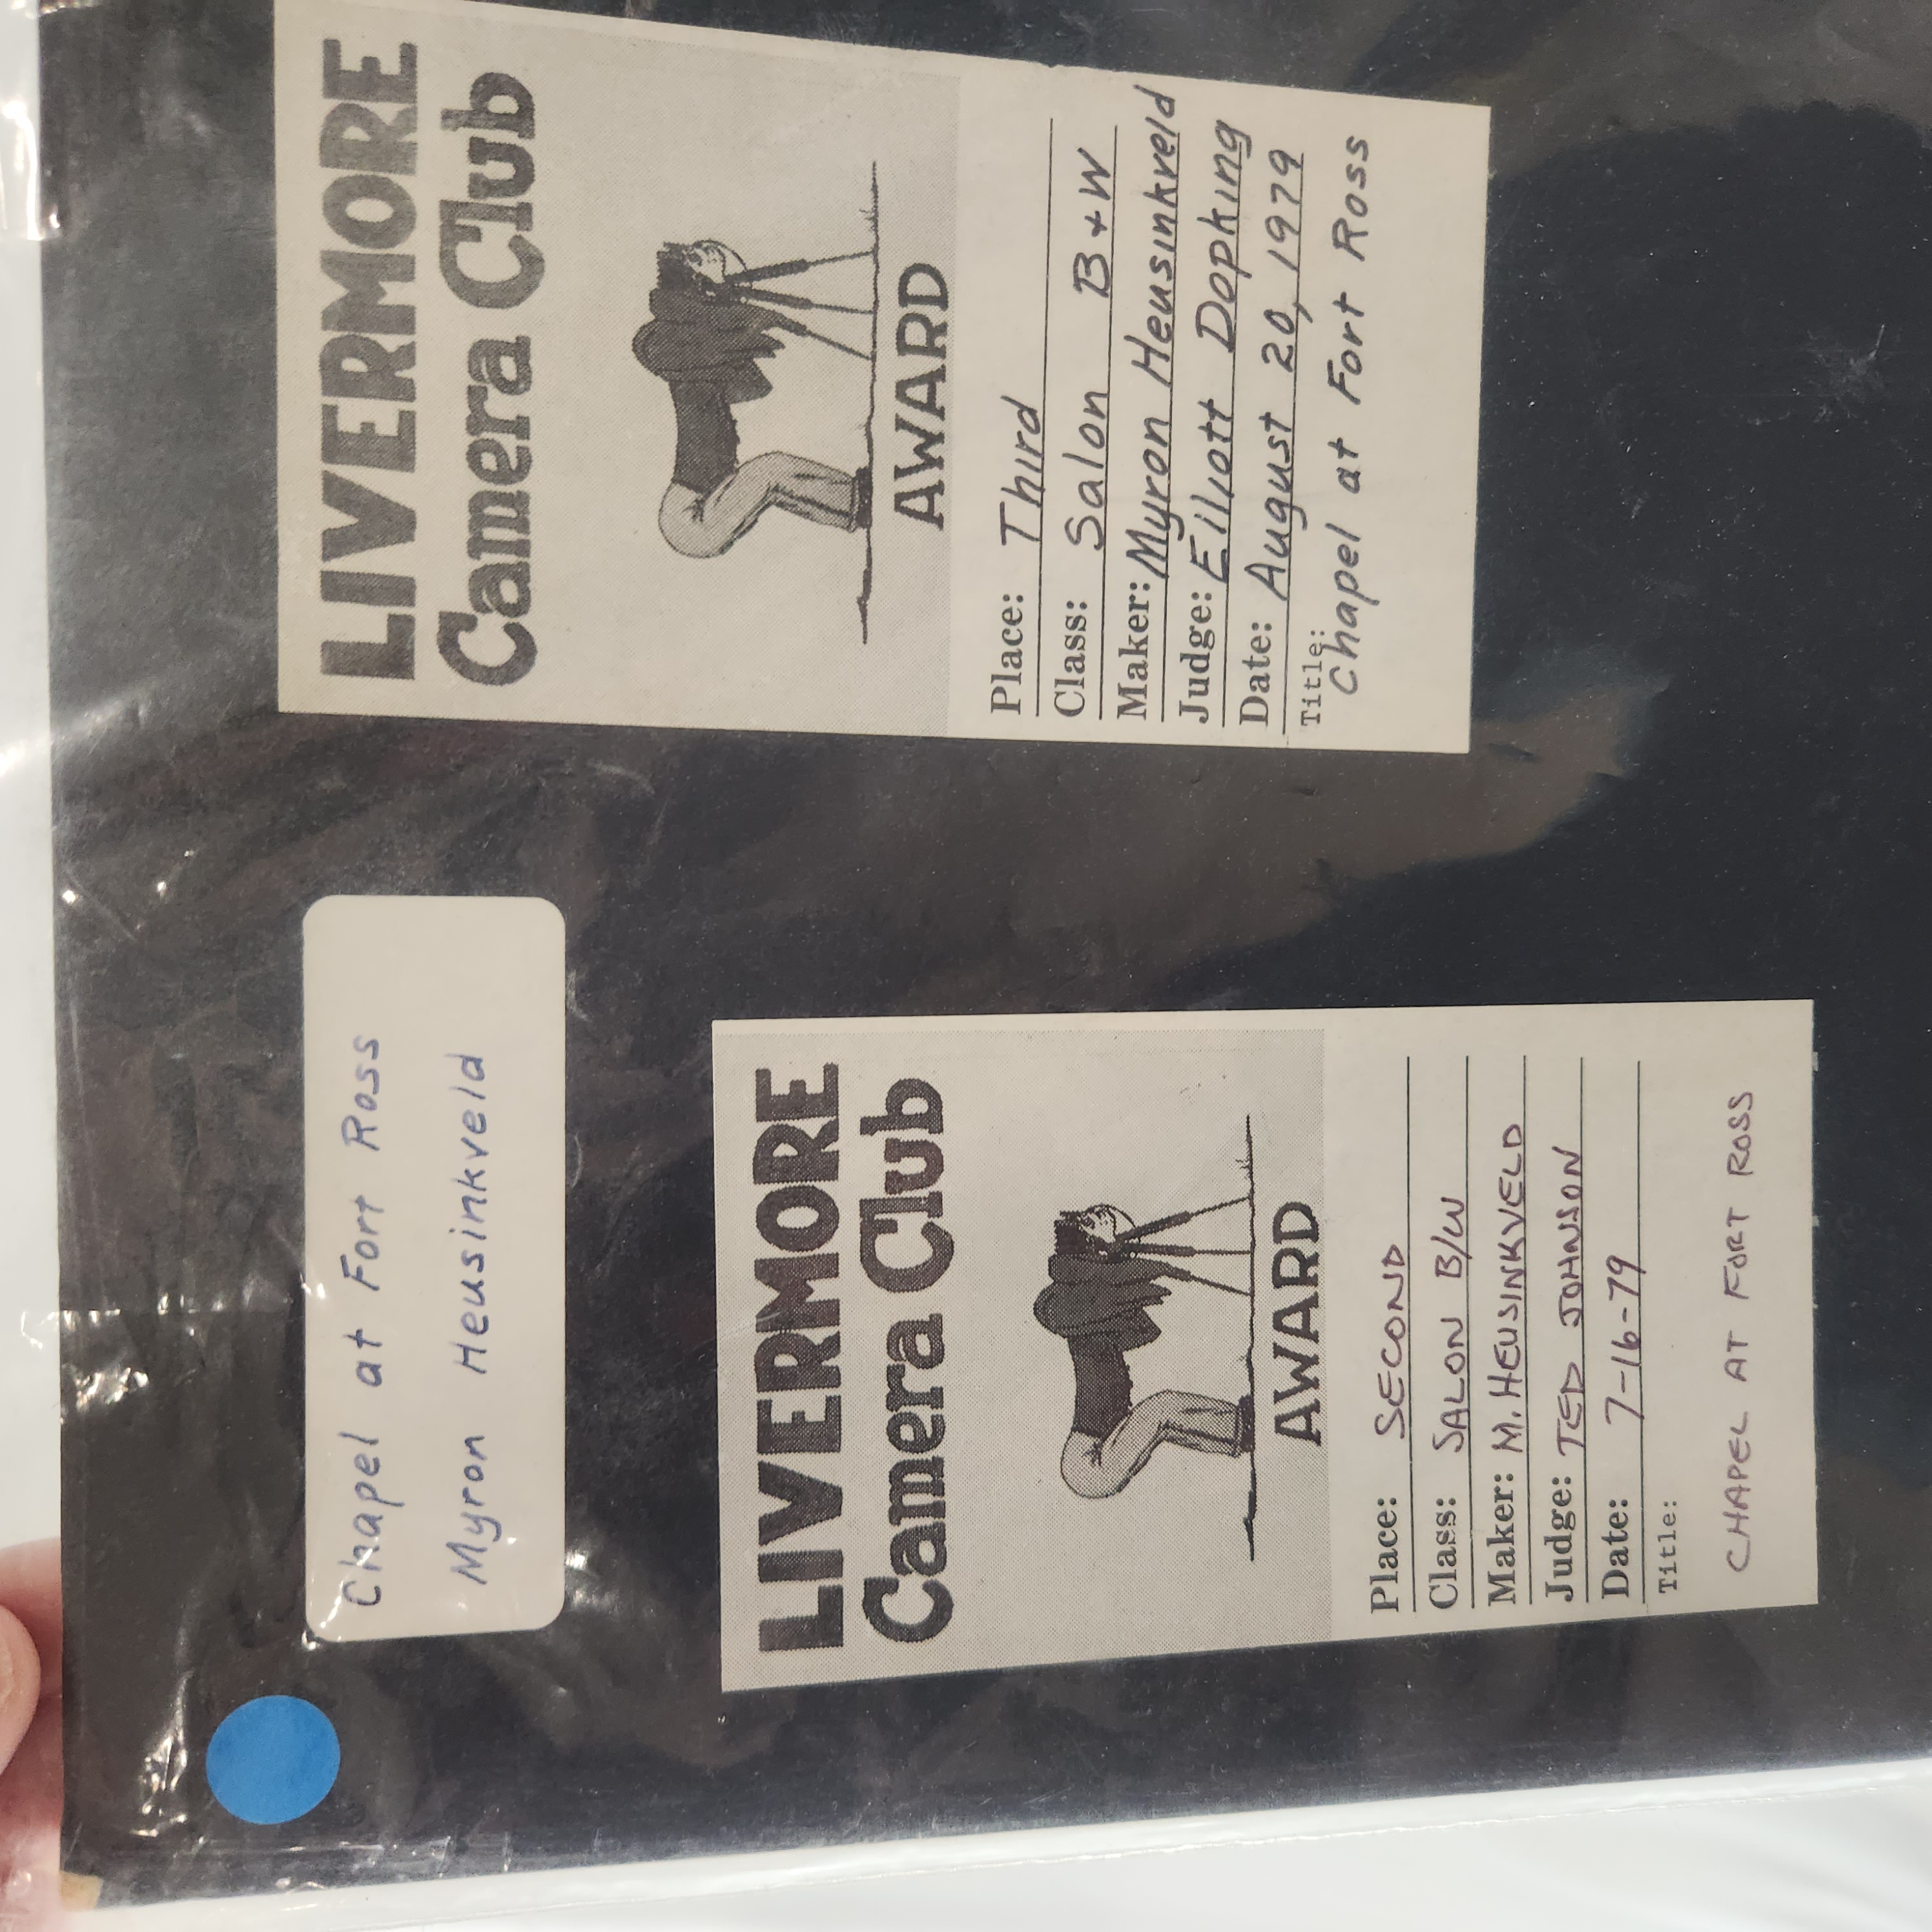 Chapel at Fort Ross
Myron Heusinkveld
LIVERMORE
Camera Club
AWARD
Place: SECOND
Class: SALON B/W
Maker: M. HEUSINKVELD
Judge: TED JOHNSON
Date: 7-16-79
Title:
CHAPEL AT FORT ROSS
LIVERMORE
Camera Club
AWARD
Place: Third
Class: Salon B+W
Maker: Myron Heusinkveld
Judge: Elliott Dopking
Date: August 20, 1979
Title:
Chapel at Fort Ross